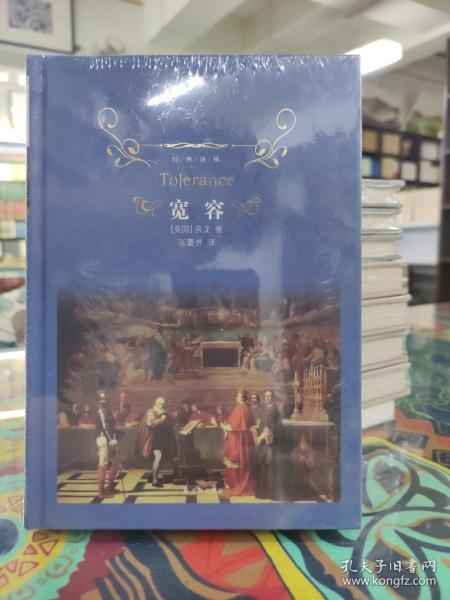 经典译林
Tolerance
宽容
[美国]房龙 著
张蕾芳 译
孔夫子旧书网
www.kongfz.com